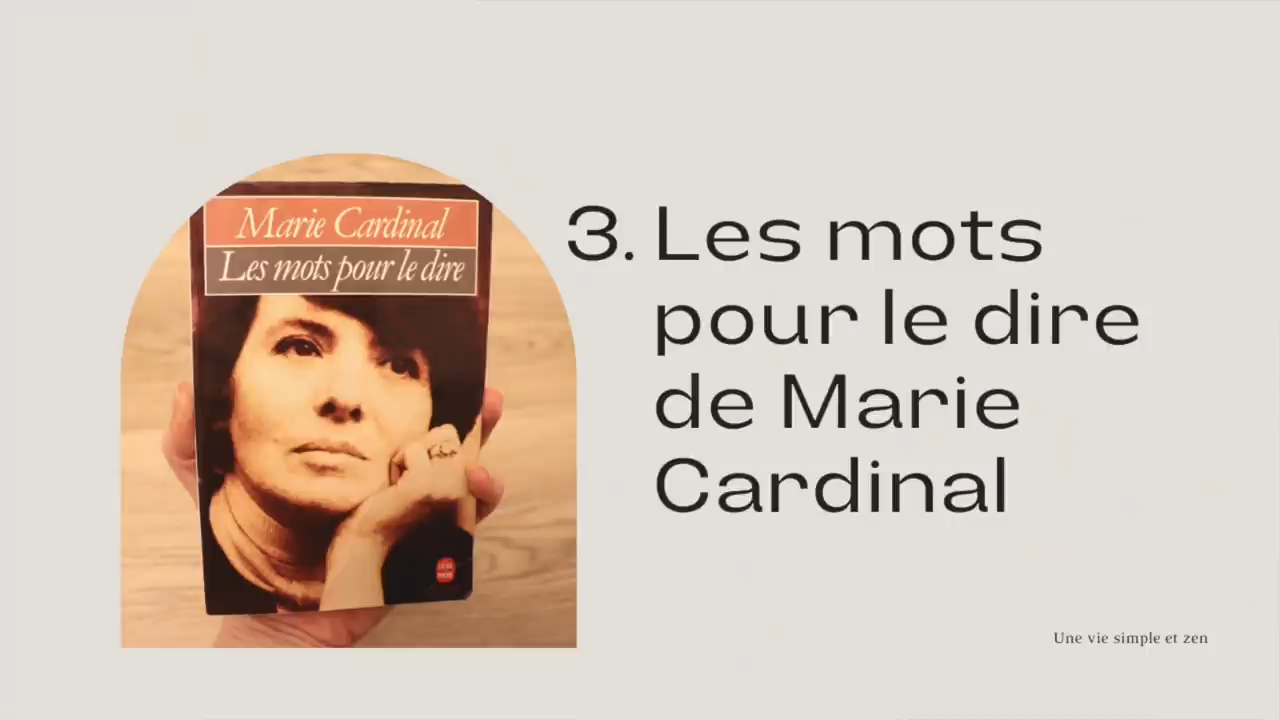 Marie Cardinal
Les mots pour le dire
3. Les mots
pour le dire
de Marie
Cardinal
Une vie simple et zen